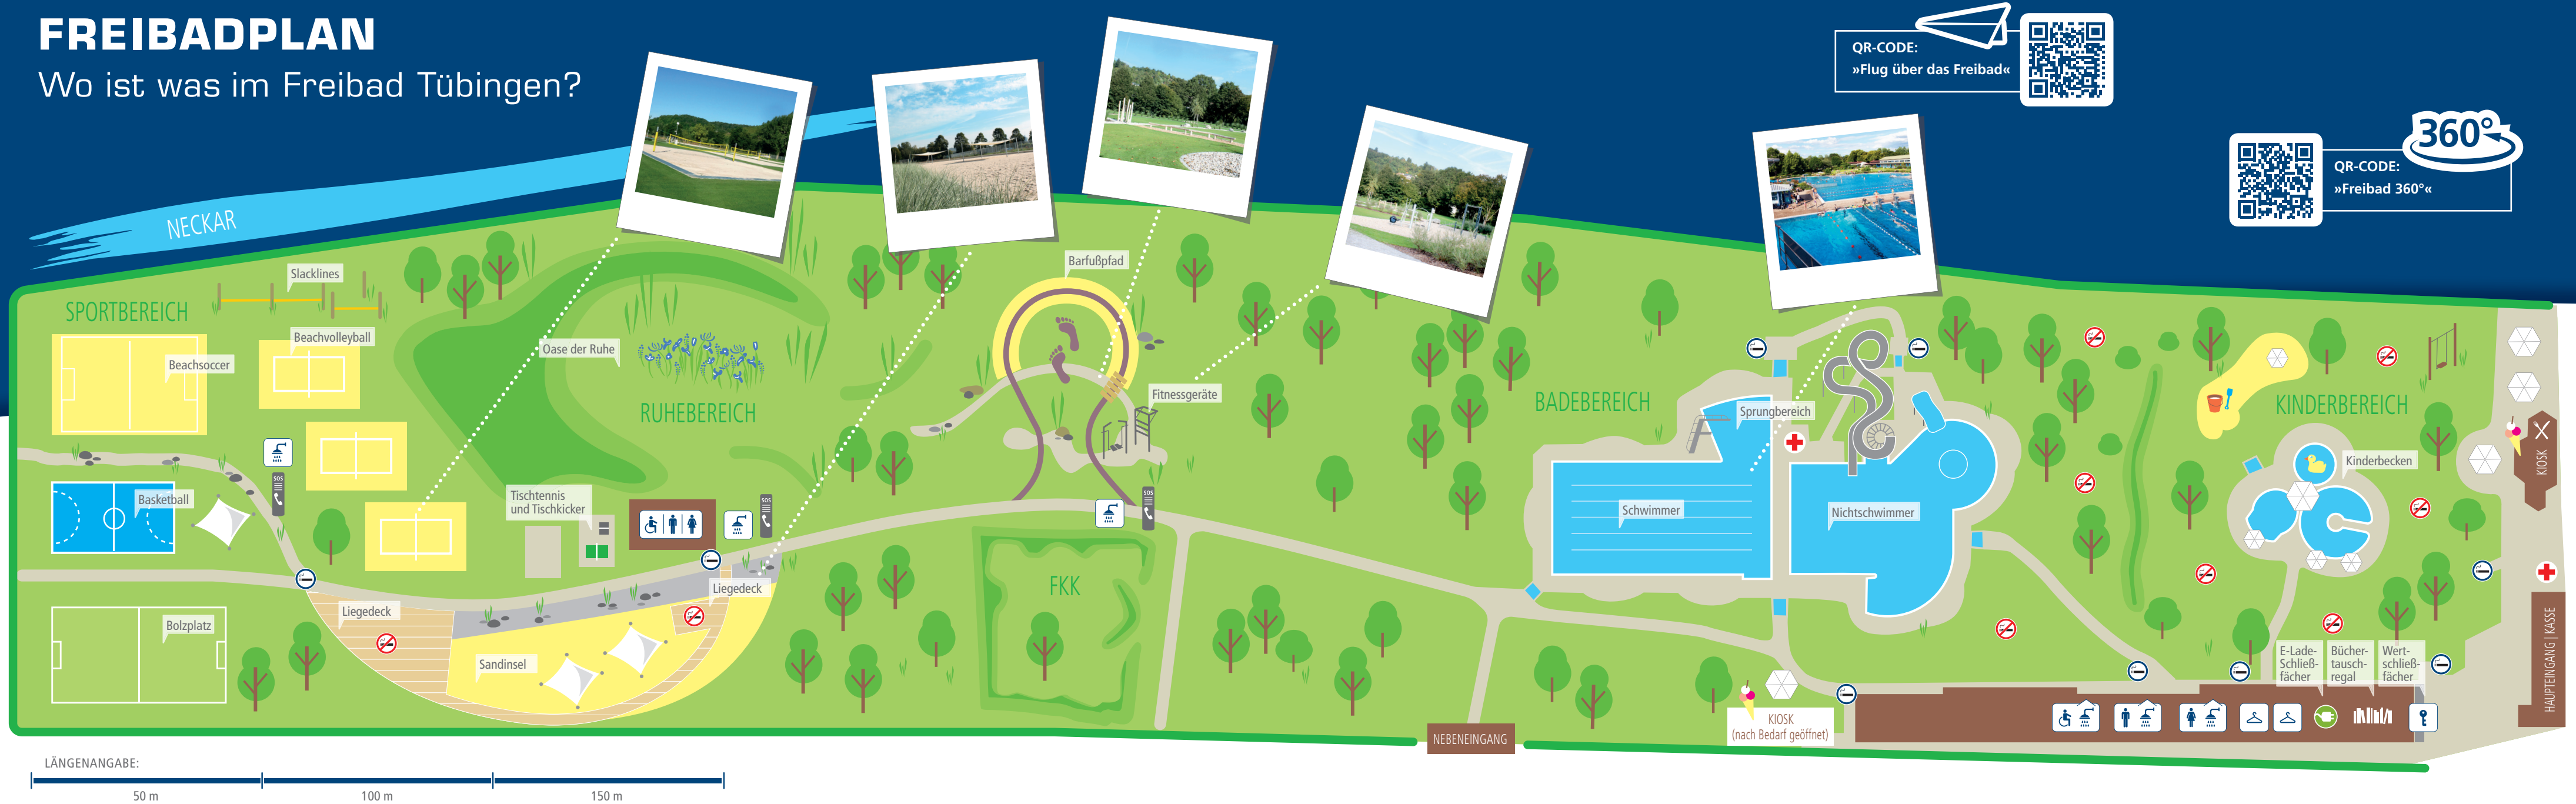 FREIBADPLAN
Wo ist was im Freibad Tübingen?
QR-CODE:
»Flug über das Freibad«
360°
QR-CODE:
»Freibad 360°«
NECKAR
SPORTBEREICH
Slacklines
Beachvolleyball
Beachsoccer
Basketball
SOS
Bolzplatz
Oase der Ruhe
RUHEBEREICH
Tischtennis
und Tischkicker
SOS
Liegedeck
Liegedeck
Sandinsel
Barfußpfad
Fitnessgeräte
SOS
FKK
BADEBEREICH
Sprungbereich
Schwimmer
Nichtschwimmer
KINDERBEREICH
Kinderbecken
KIOSK
HAUPTEINGANG | KASSE
E-Lade-
Schließ-
fächer
Bücher-
tausch-
regal
Wert-
schließ-
fächer
KIOSK
(nach Bedarf geöffnet)
NEBENEINGANG
LÄNGENANGABE:
50 m
100 m
150 m